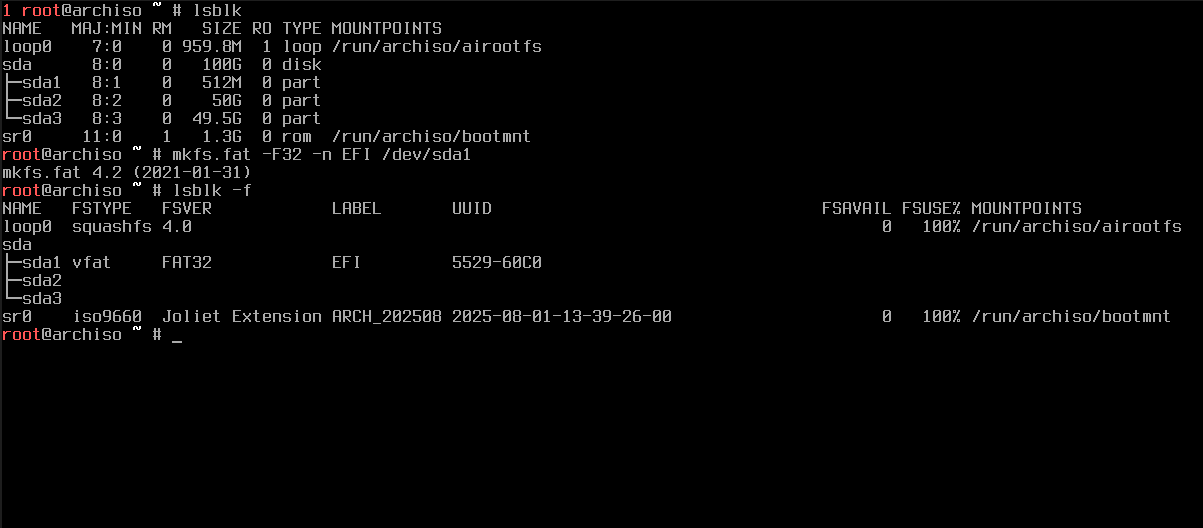 1 root@archiso ~ # lsblk
NAME   MAJ:MIN RM   SIZE RO TYPE MOUNTPOINTS
loop0    7:0    0 959.8M  1 loop /run/archiso/airootfs
sda      8:0    0   100G  0 disk
├─sda1   8:1    0   512M  0 part
├─sda2   8:2    0    50G  0 part
└─sda3   8:3    0  49.5G  0 part
sr0     11:0    1   1.3G  0 rom  /run/archiso/bootmnt
root@archiso ~ # mkfs.fat -F32 -n EFI /dev/sda1
mkfs.fat 4.2 (2021-01-31)
root@archiso ~ # lsblk -f
NAME   FSTYPE   FSVER            LABEL       UUID                                 FSAVAIL FSUSE% MOUNTPOINTS
loop0  squashfs 4.0                                                                     0   100% /run/archiso/airootfs
sda
├─sda1 vfat     FAT32            EFI         5529-60C0
├─sda2
└─sda3
sr0    iso9660  Joliet Extension ARCH_202508 2025-08-01-13-39-26-00                     0   100% /run/archiso/bootmnt
root@archiso ~ # _